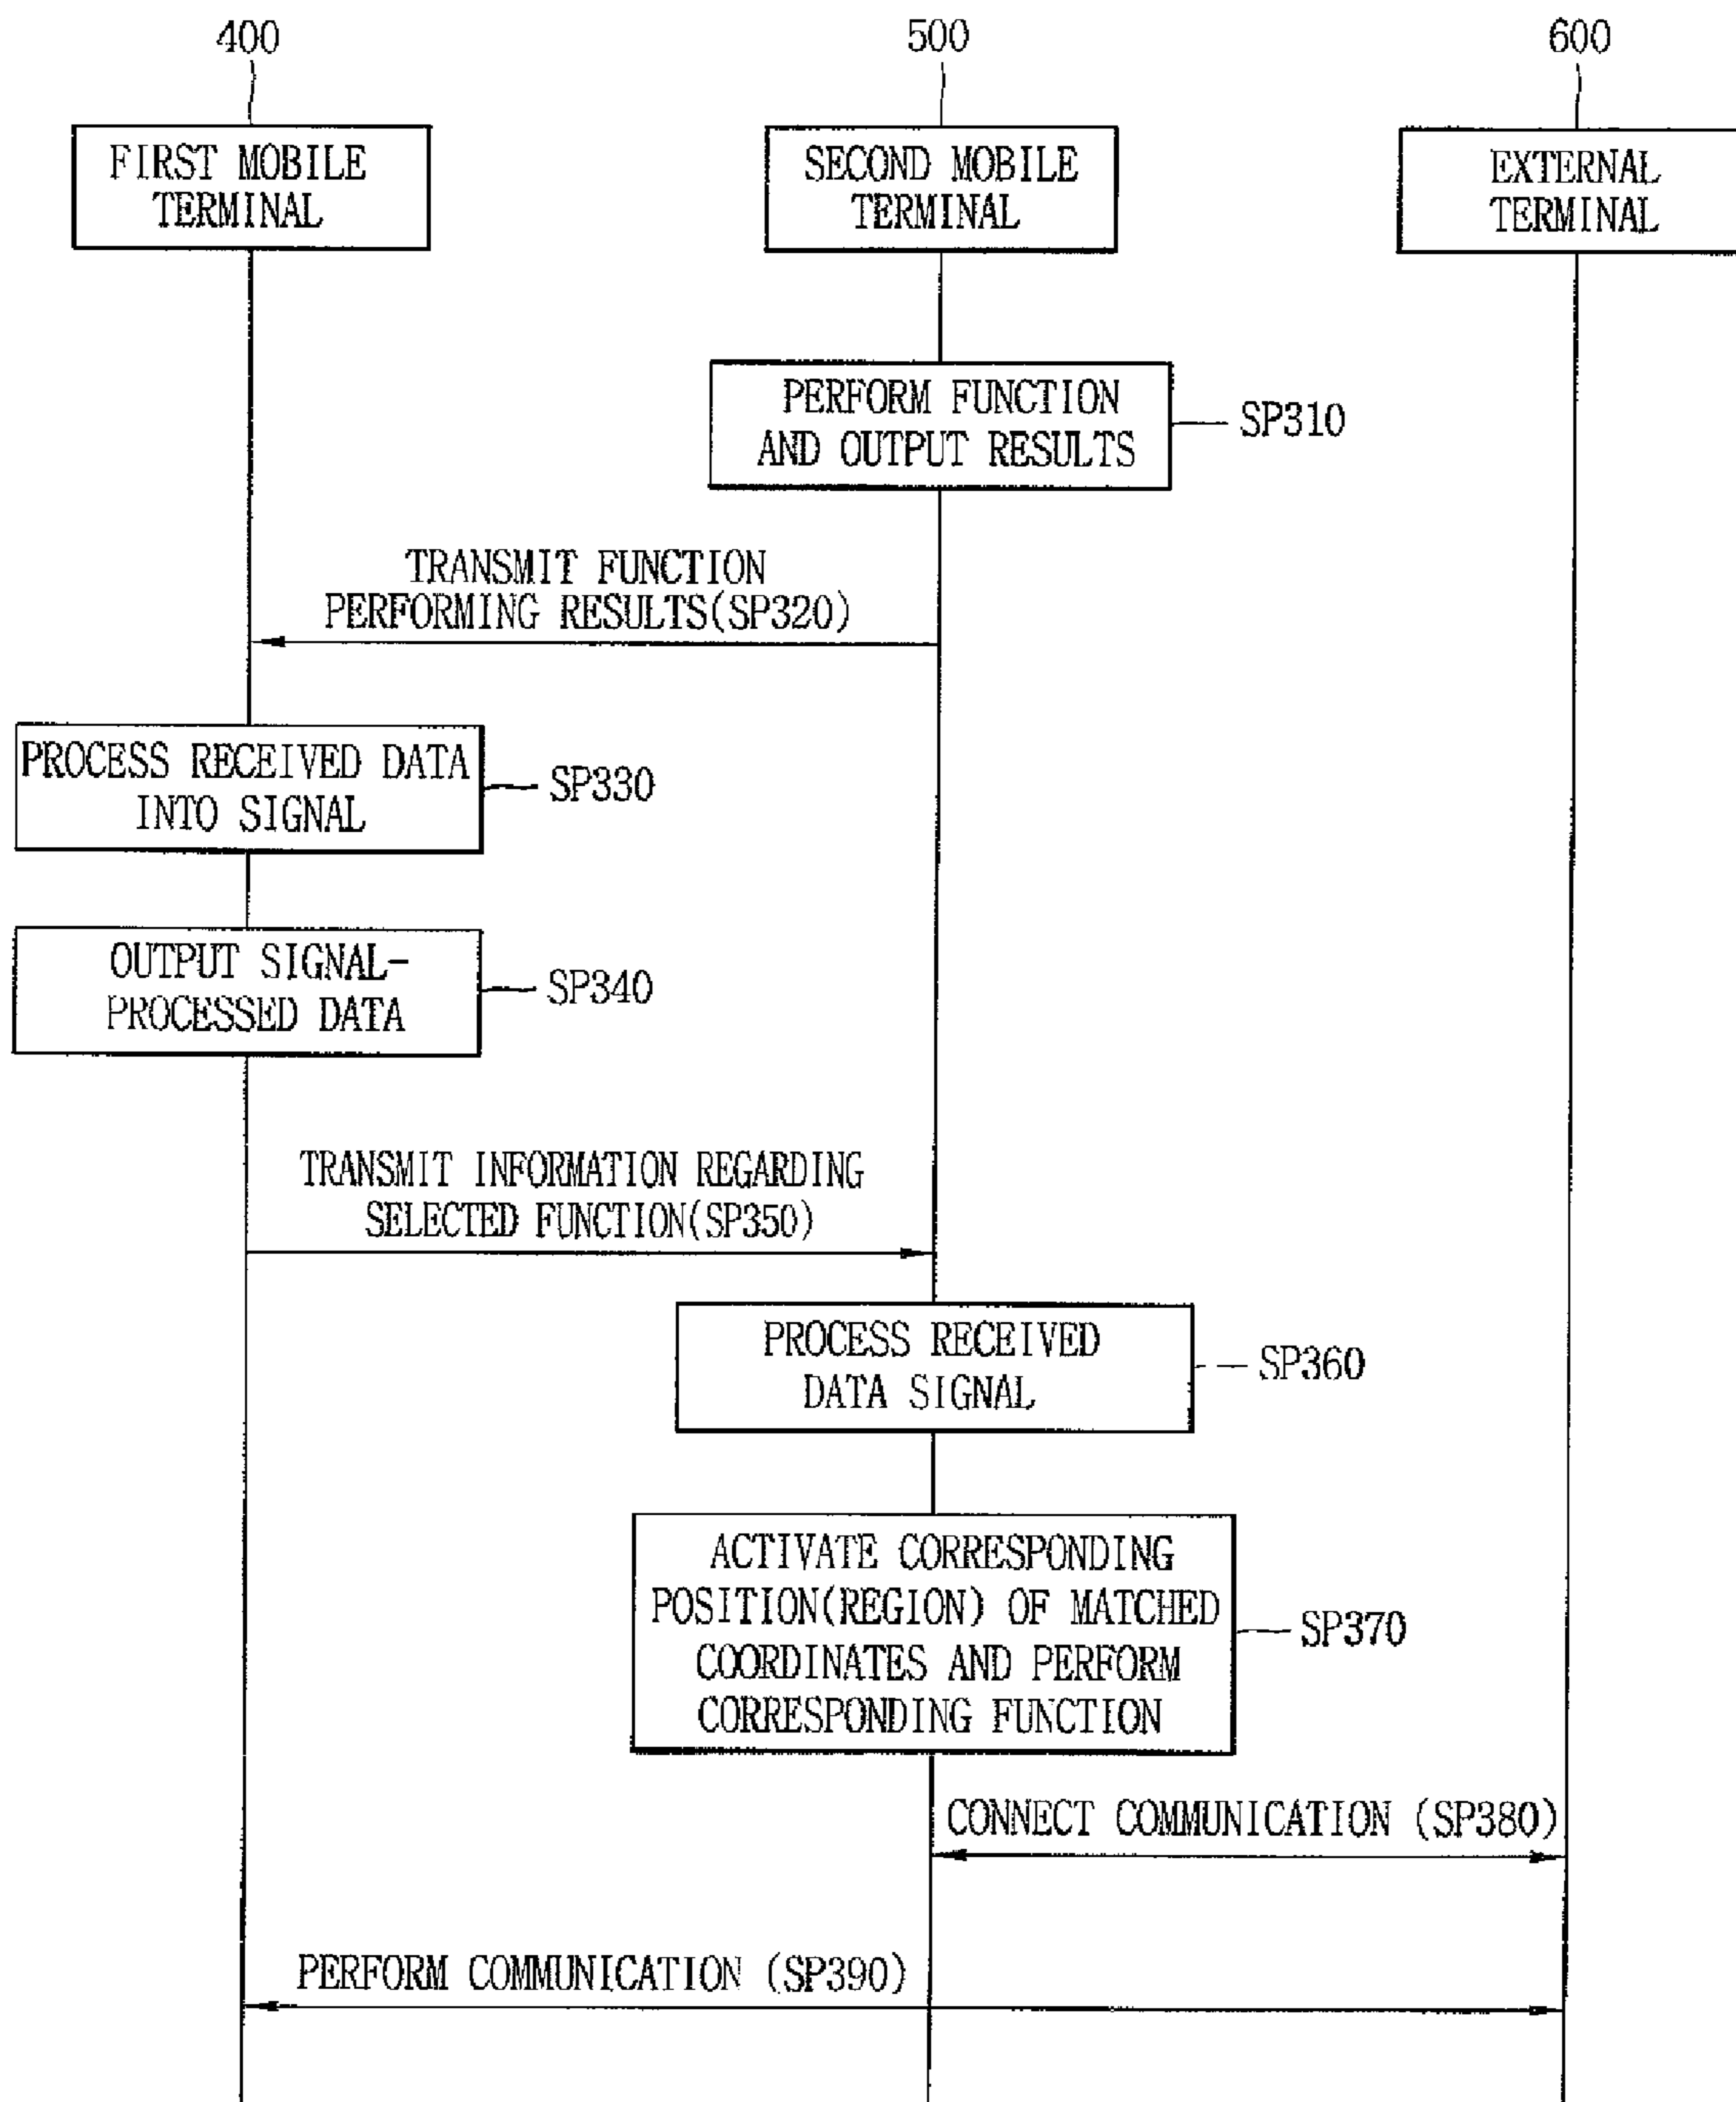 400
500
600
FIRST MOBILE
TERMINAL
SECOND MOBILE
TERMINAL
EXTERNAL
TERMINAL
PERFORM FUNCTION
AND OUTPUT RESULTS
SP310
TRANSMIT FUNCTION
PERFORMING RESULTS(SP320)
PROCESS RECEIVED DATA
INTO SIGNAL
SP330
OUTPUT SIGNAL-
PROCESSED DATA
SP340
TRANSMIT INFORMATION REGARDING
SELECTED FUNCTION(SP350)
PROCESS RECEIVED
DATA SIGNAL
SP360
ACTIVATE CORRESPONDING
POSITION(REGION) OF MATCHED
COORDINATES AND PERFORM
CORRESPONDING FUNCTION
SP370
CONNECT COMMUNICATION (SP380)
PERFORM COMMUNICATION (SP390)